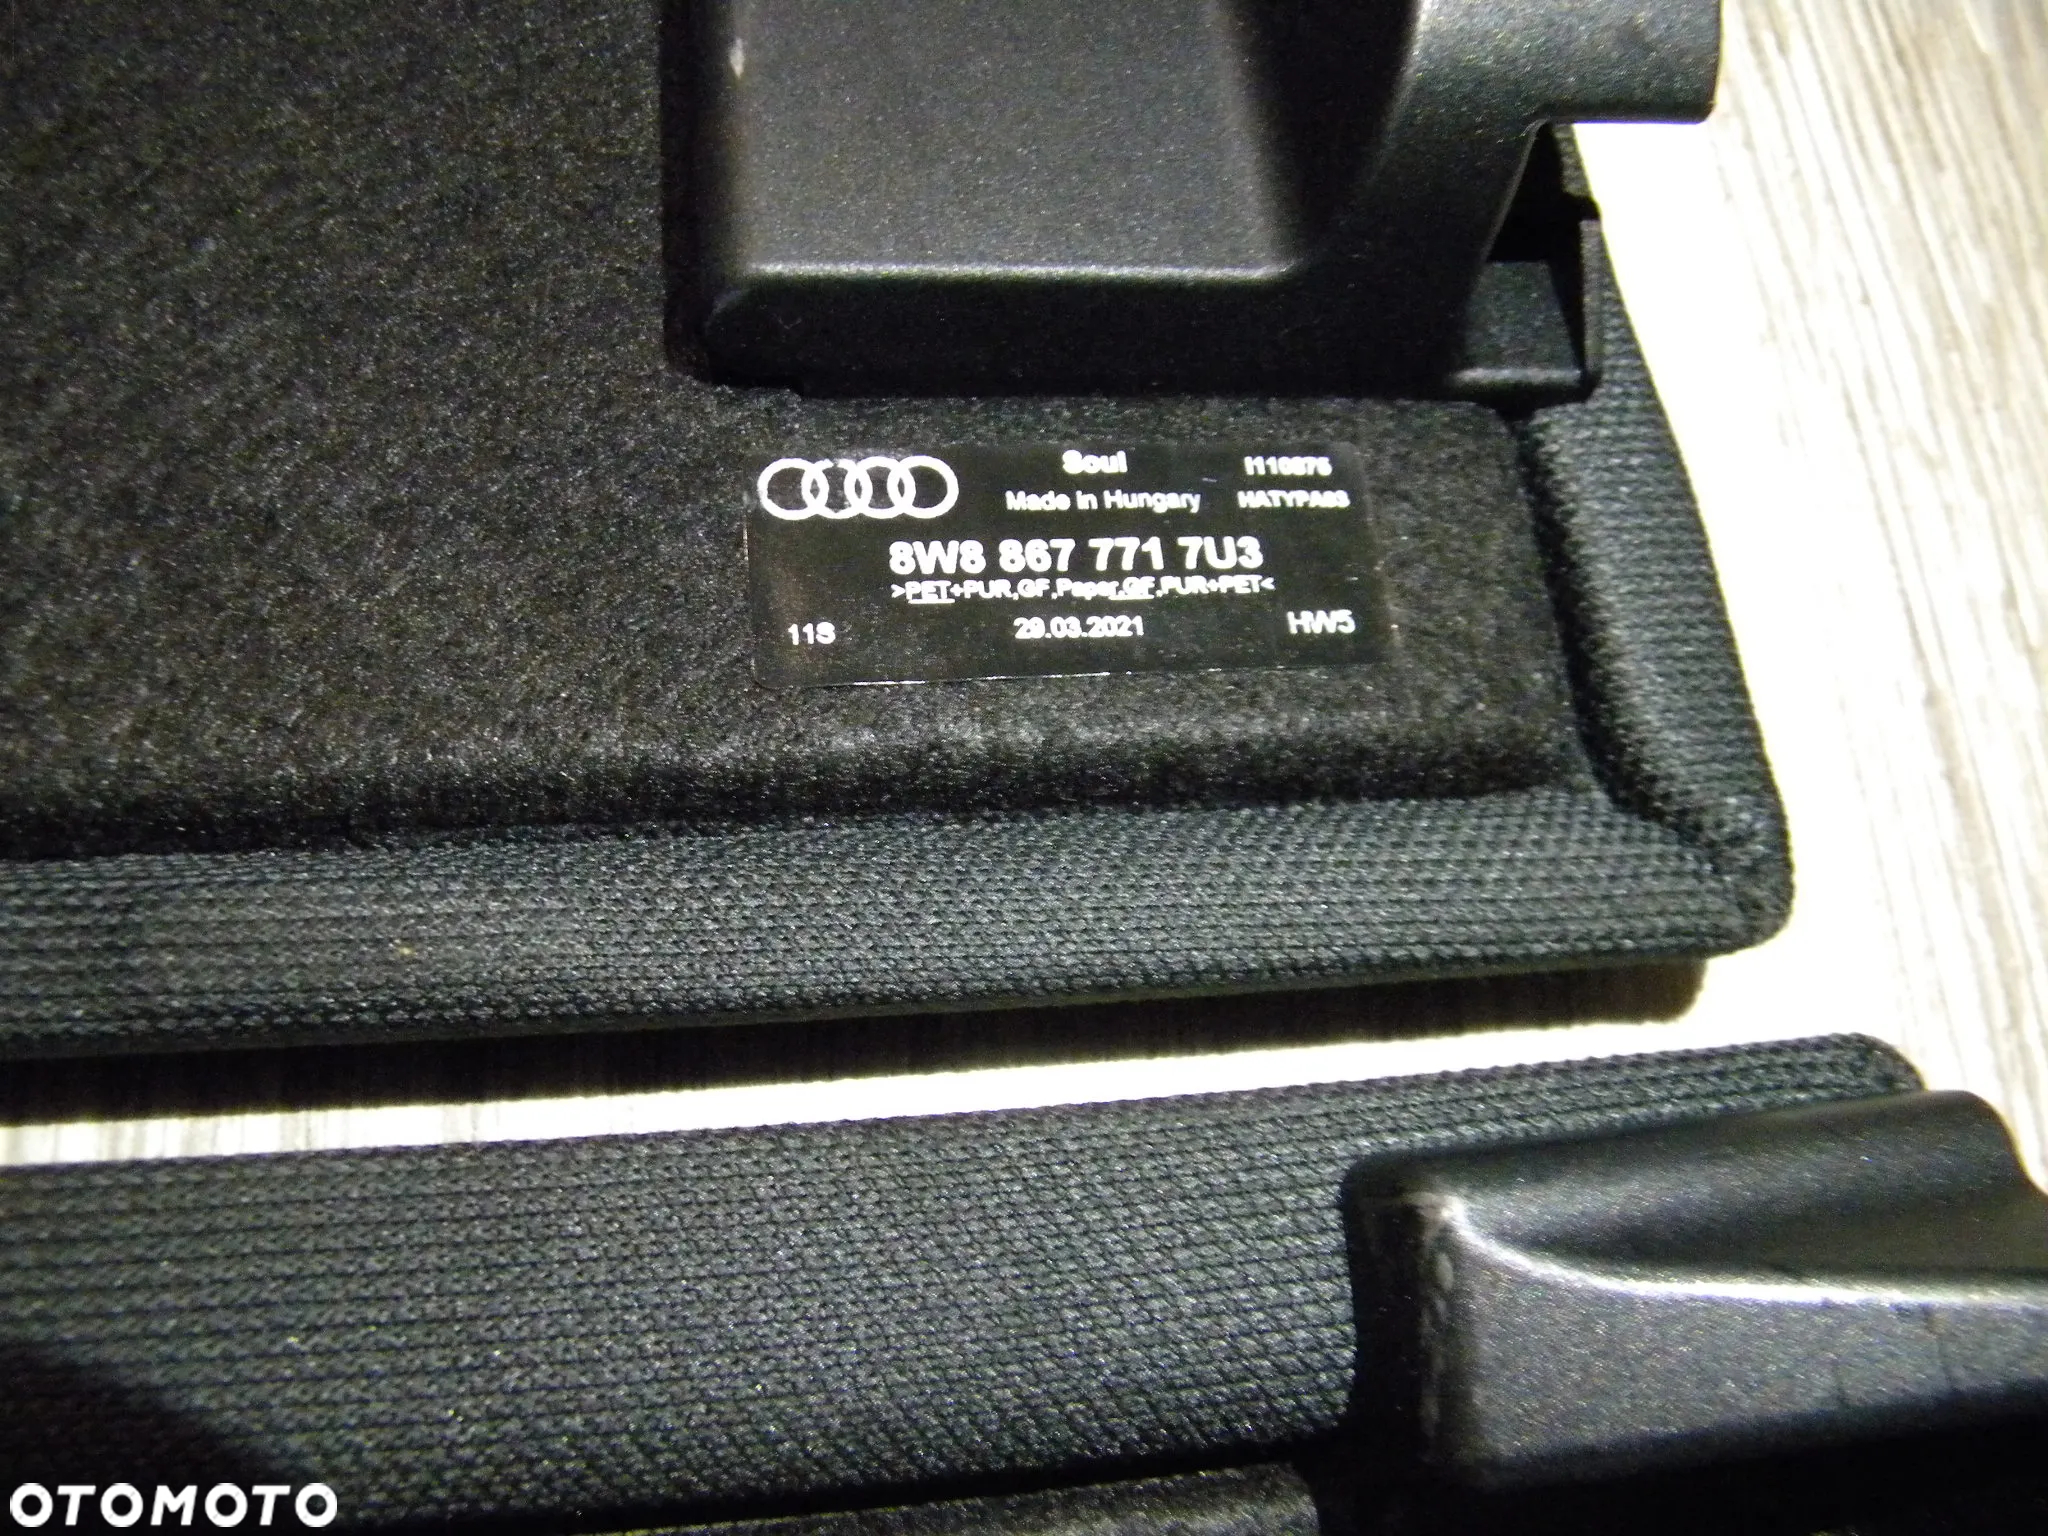 Soul
I110875
Made in Hungary
HATYPA03
8W8 867 771 7U3
>PET+PUR,GF,Paper,GF,PUR+PET<
11S
29.03.2021
HW5
OTOMOTO